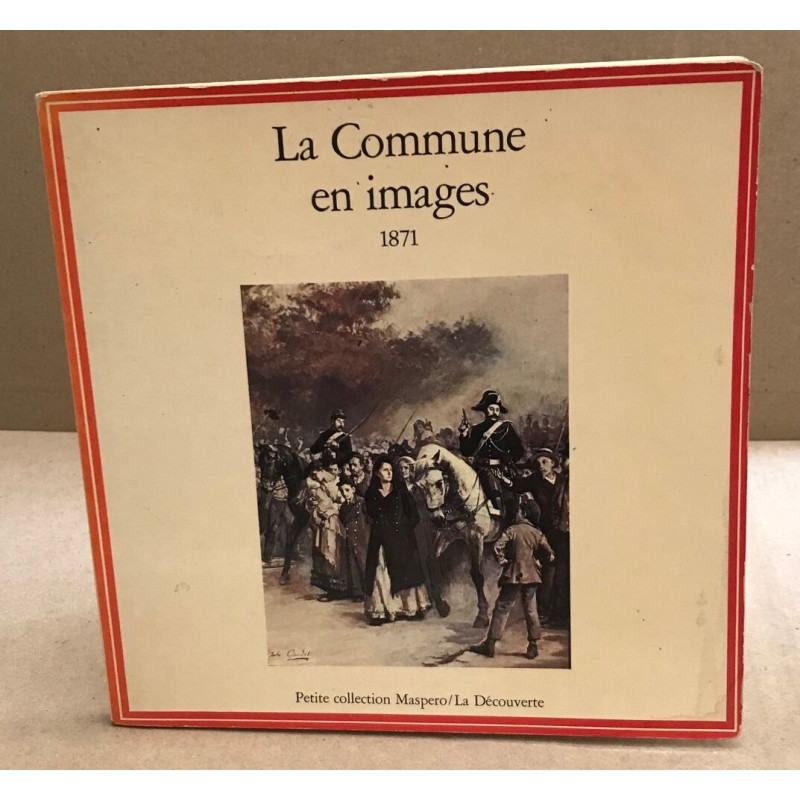 La Commune
en images
1871
Petite collection Maspero/La Découverte